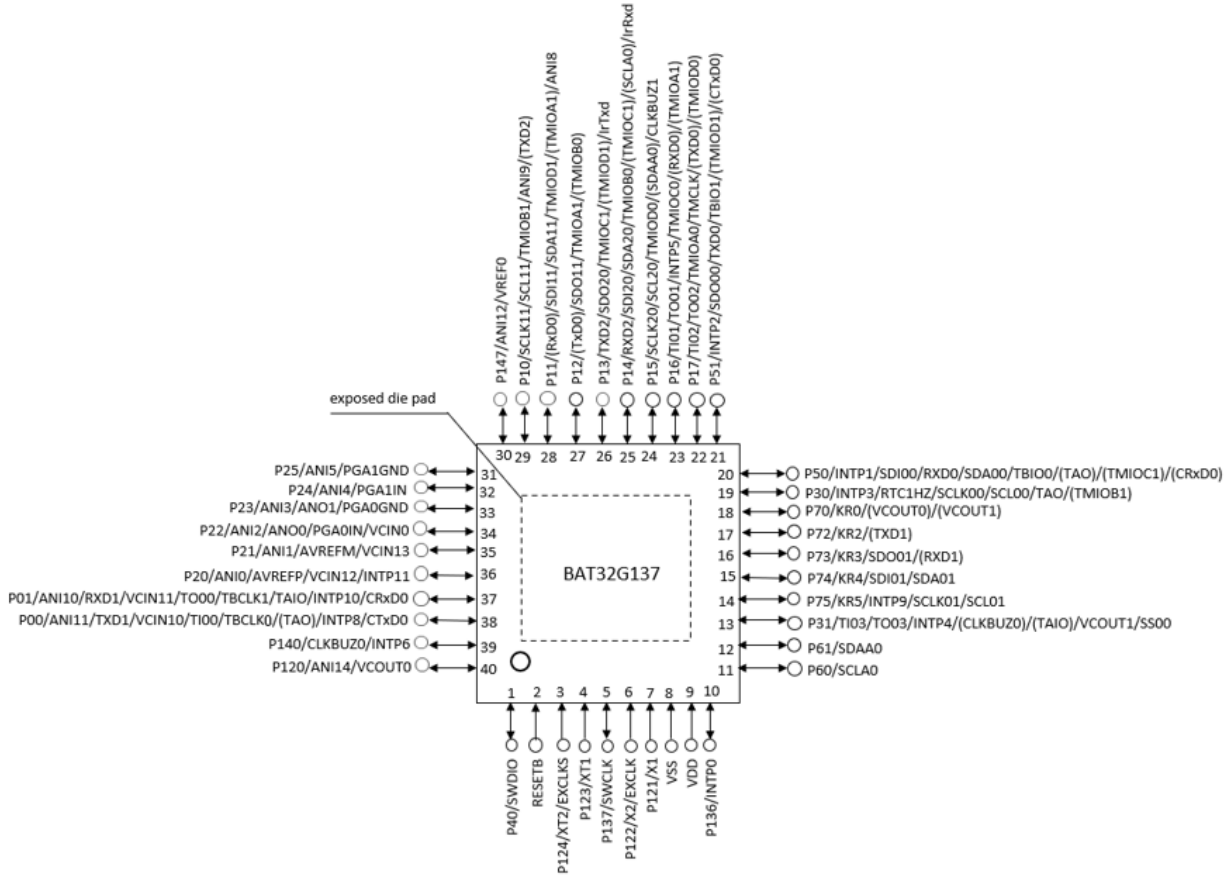 P147/ANI12/VREF0
P10/SCLK11/SCL11/TMIOB1/ANI9/(TXD2)
P11/(RxD0)/SDI11/SDA11/TMIOD1/(TMIOA1)/ANI8
P12/(TxD0)/SDO11/TMIOA1/(TMIOB0)
P13/TXD2/SDO20/TMIOC1/(TMIOD1)/IrTxd
P14/RXD2/SDI20/SDA20/TMIOB0/(TMIOC1)/(SCLA0)/IrRxd
P15/SCLK20/SCL20/TMIOD0/(SDAA0)/CLKBUZ1
P16/TI01/TO01/INTP5/TMIOC0/(RXD0)/(TMIOA1)
P17/TI02/TO02/TMIOA0/TMCLK/(TXD0)/(TMIOD0)
P51/INTP2/SDO00/TXD0/TBIO1/(TMIOD1)/(CTxD0)
exposed die pad
30 29 28 27 26 25 24 23 22 21
P25/ANI5/PGA1GND 31
P24/ANI4/PGA1IN 32
P23/ANI3/ANO1/PGA0GND 33
P22/ANI2/ANO0/PGA0IN/VCIN0 34
P21/ANI1/AVREFM/VCIN13 35
P20/ANI0/AVREFP/VCIN12/INTP11 36
P01/ANI10/RXD1/VCIN11/TO00/TBCLK1/TAIO/INTP10/CRxD0 37
P00/ANI11/TXD1/VCIN10/TI00/TBCLK0/(TAO)/INTP8/CTxD0 38
P140/CLKBUZ0/INTP6 39
P120/ANI14/VCOUT0 40
BAT32G137
20 P50/INTP1/SDI00/RXD0/SDA00/TBIO0/(TAO)/(TMIOC1)/(CRxD0)
19 P30/INTP3/RTC1HZ/SCLK00/SCL00/TAO/(TMIOB1)
18 P70/KR0/(VCOUT0)/(VCOUT1)
17 P72/KR2/(TXD1)
16 P73/KR3/SDO01/(RXD1)
15 P74/KR4/SDI01/SDA01
14 P75/KR5/INTP9/SCLK01/SCL01
13 P31/TI03/TO03/INTP4/(CLKBUZ0)/(TAIO)/VCOUT1/SS00
12 P61/SDAA0
11 P60/SCLA0
1 2 3 4 5 6 7 8 9 10
P40/SWDIO
RESETB
P124/XT2/EXCLKS
P123/XT1
P137/SWCLK
P122/X2/EXCLK
P121/X1
VSS
VDD
P136/INTP0